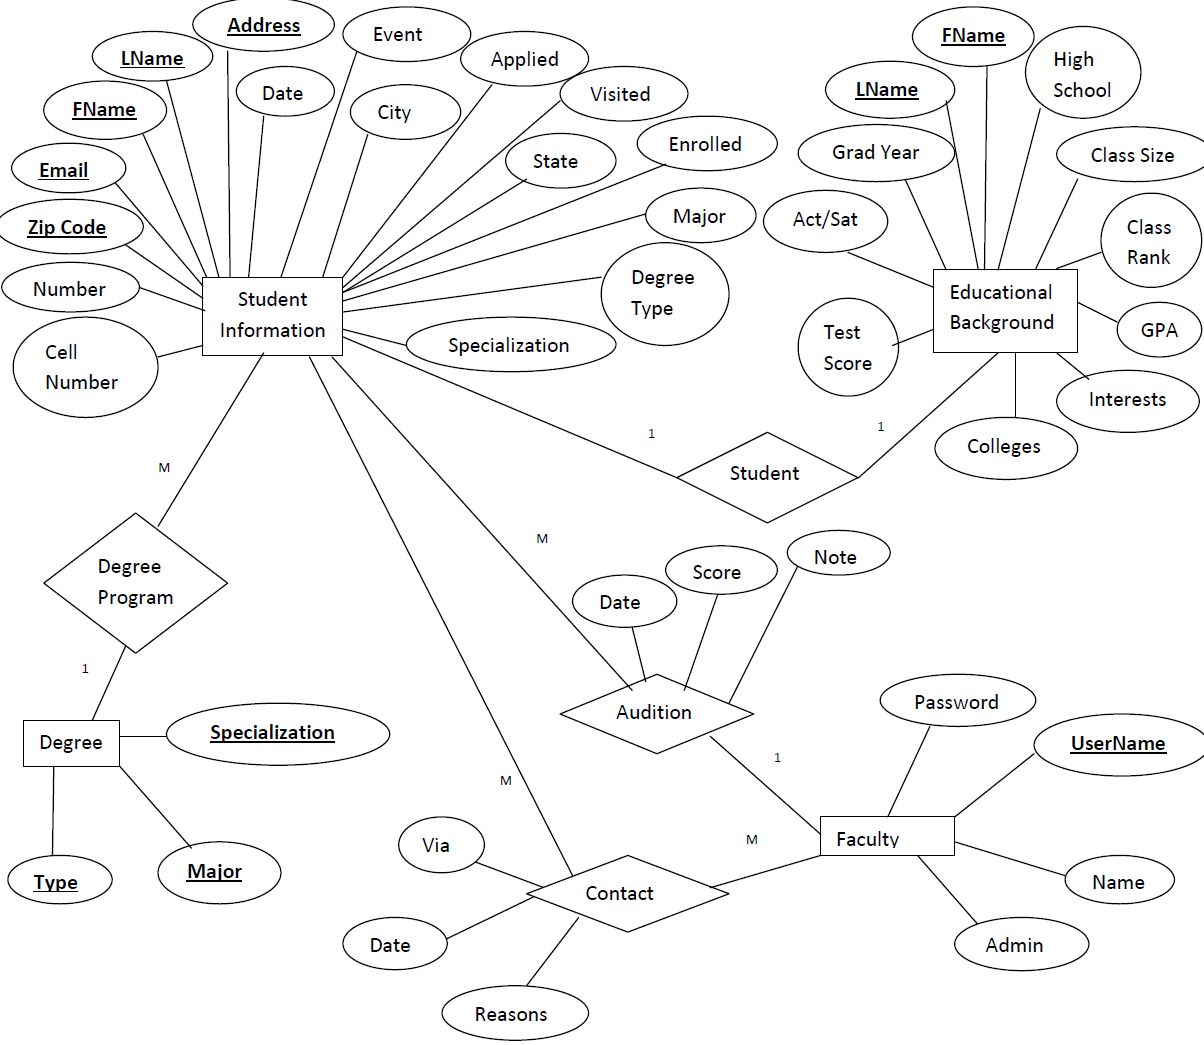 Address
Event
FName
LName
Applied
High
School
Date
Visited
LName
FName
City
Enrolled
Grad Year
Class Size
Email
State
Zip Code
Major
Act/Sat
Class
Rank
Number
Degree
Type
Student
Information
Educational
Background
Cell
Number
Specialization
Test
Score
GPA
Interests
Colleges
1
1
M
Student
M
Degree
Program
Date
Score
Note
1
Audition
Password
Degree
Specialization
UserName
1
M
Via
M
Faculty
Type
Major
Contact
Name
Date
Admin
Reasons